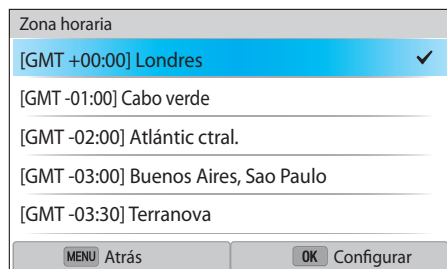 Zona horaria
[GMT +00:00] Londres
[GMT -01:00] Cabo verde
[GMT -02:00] Atlántic ctral.
[GMT -03:00] Buenos Aires, Sao Paulo
[GMT -03:30] Terranova
MENU Atrás OK Configurar